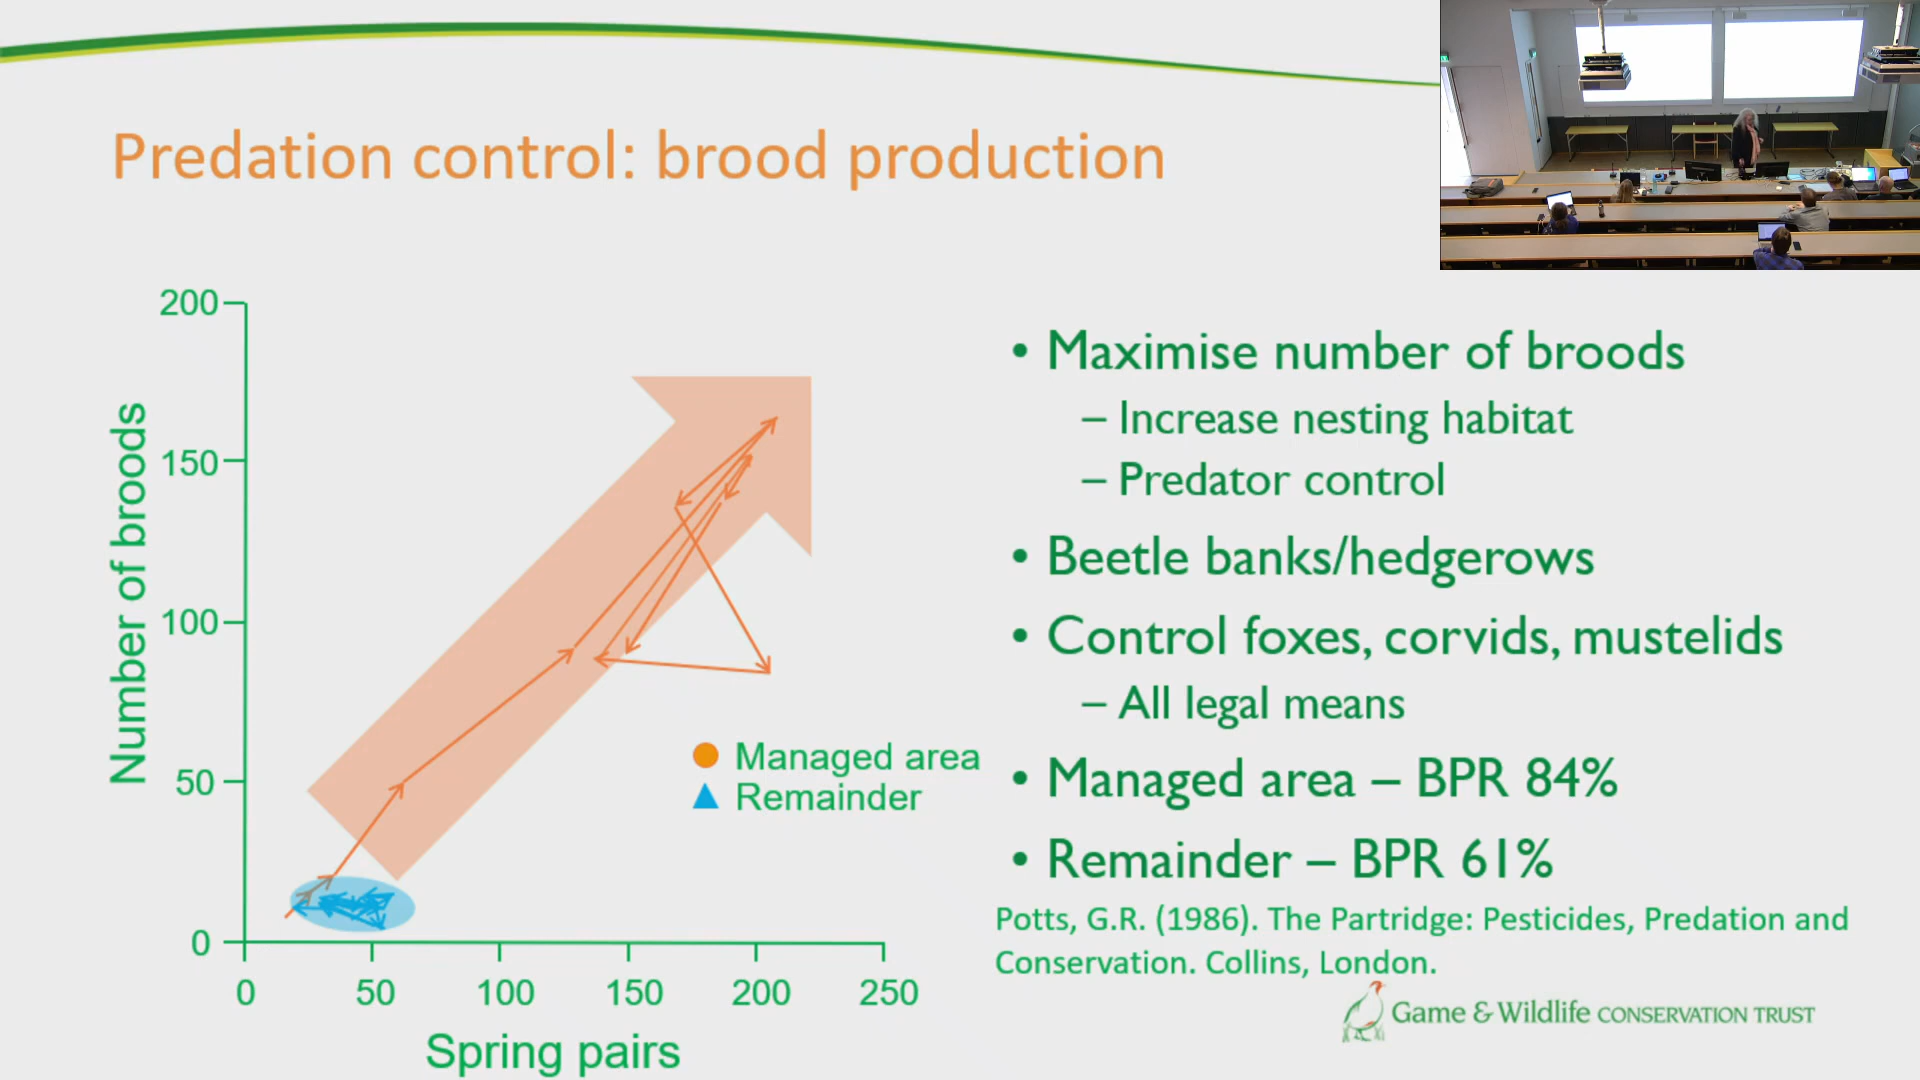 Predation control: brood production
200
150
100
50
0
Number of broods
0 50 100 150 200 250
Spring pairs
Managed area
Remainder
• Maximise number of broods
– Increase nesting habitat
– Predator control
• Beetle banks/hedgerows
• Control foxes, corvids, mustelids
– All legal means
• Managed area – BPR 84%
• Remainder – BPR 61%
Potts, G.R. (1986). The Partridge: Pesticides, Predation and
Conservation. Collins, London.
Game & Wildlife CONSERVATION TRUST